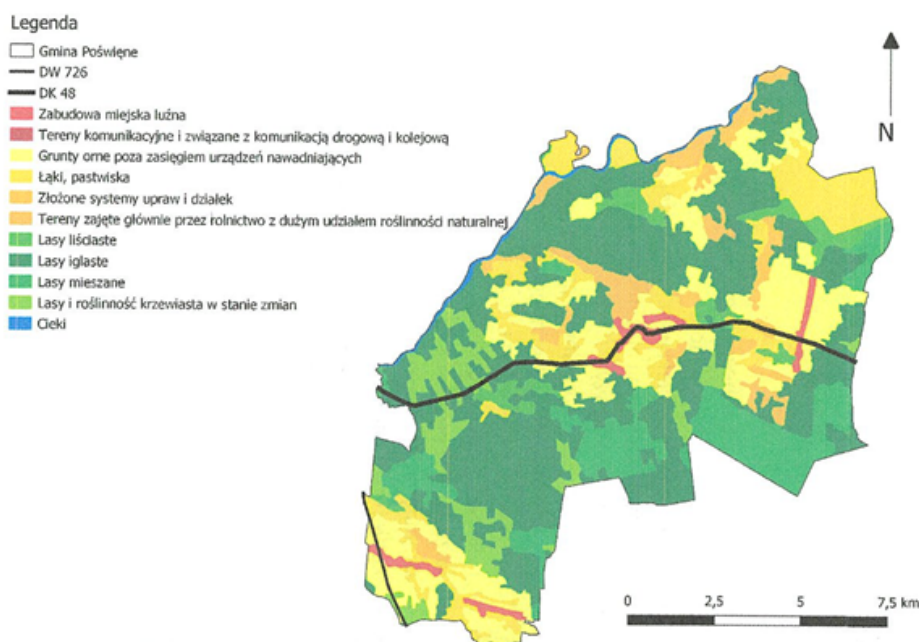 Legenda
Gmina Poświęne
DW 726
DK 48
Zabudowa miejska luźna
Tereny komunikacyjne i związane z komunikacją drogową i kolejową
Grunty orne poza zasięgiem urządzeń nawadniających
Łąki, pastwiska
Złożone systemy upraw i działek
Tereny zajęte głównie przez rolnictwo z dużym udziałem roślinności naturalnej
Lasy liściaste
Lasy iglaste
Lasy mieszane
Lasy i roślinność krzewiasta w stanie zmian
Cieki
N
0 2,5 5 7,5 km